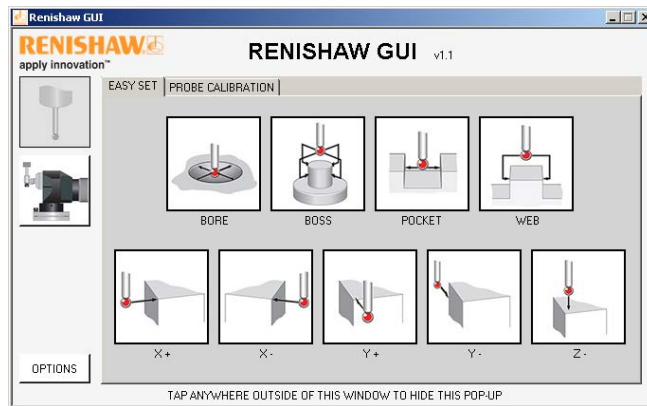 Renishaw GUI
RENISHAW
apply innovation™
RENISHAW GUI v1.1
EASY SET PROBE CALIBRATION
BORE BOSS POCKET WEB
X+ X- Y+ Y- Z-
OPTIONS
TAP ANYWHERE OUTSIDE OF THIS WINDOW TO HIDE THIS POP-UP